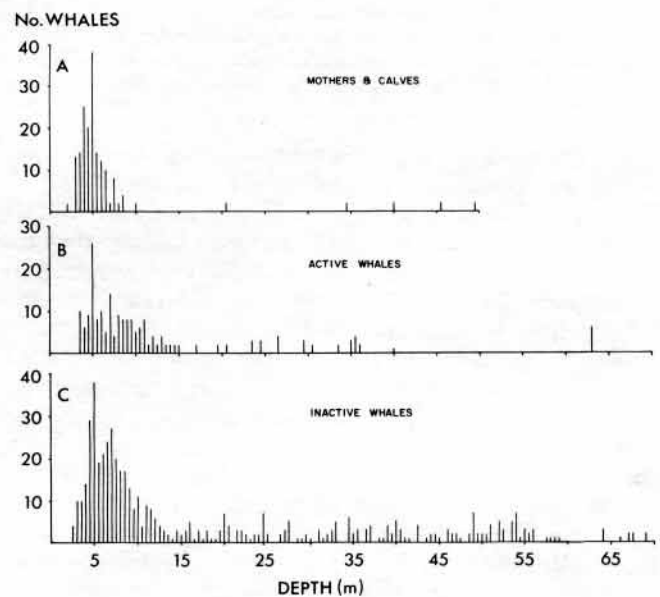 No. WHALES
40
30
20
10
A
MOTHERS & CALVES
30
20
10
B
ACTIVE WHALES
40
30
20
10
C
INACTIVE WHALES
5 15 25 35 45 55 65
DEPTH (m)